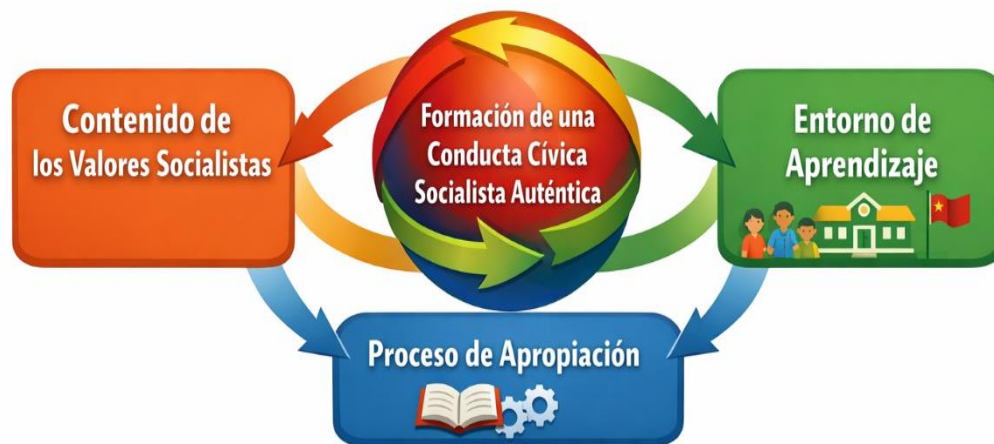 Contenido de
los Valores Socialistas
Formación de una
Conducta Cívica
Socialista Auténtica
Entorno de
Aprendizaje
Proceso de Apropiación